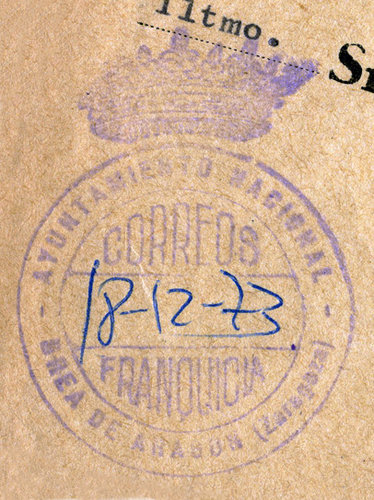 Iltmo.
Sr
- AYUNTAMIENTO NACIONAL -
CORREOS
18-12-73.
FRANQUICIA
BREA DE ARAGON (Zaragoza)